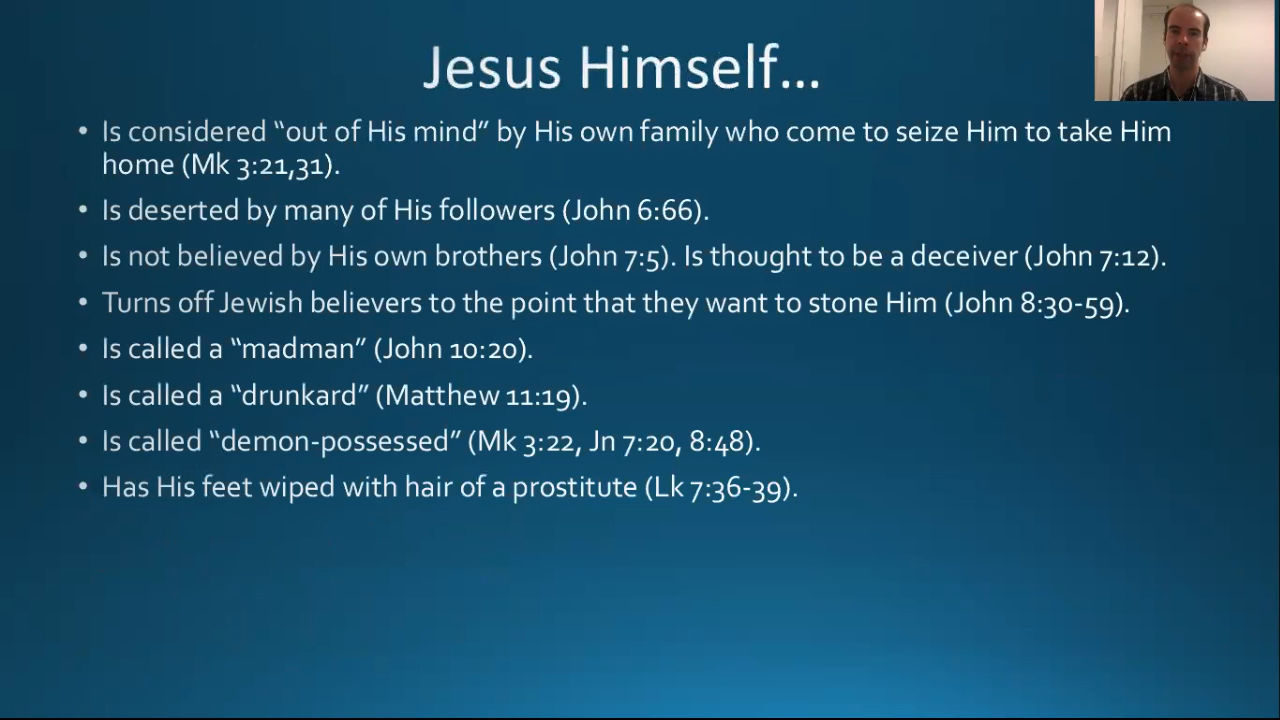 Jesus Himself...
• Is considered “out of His mind” by His own family who come to seize Him to take Him
home (Mk 3:21,31).
• Is deserted by many of His followers (John 6:66).
• Is not believed by His own brothers (John 7:5). Is thought to be a deceiver (John 7:12).
• Turns off Jewish believers to the point that they want to stone Him (John 8:30-59).
• Is called a “madman” (John 10:20).
• Is called a “drunkard” (Matthew 11:19).
• Is called “demon-possessed” (Mk 3:22, Jn 7:20, 8:48).
• Has His feet wiped with hair of a prostitute (Lk 7:36-39).